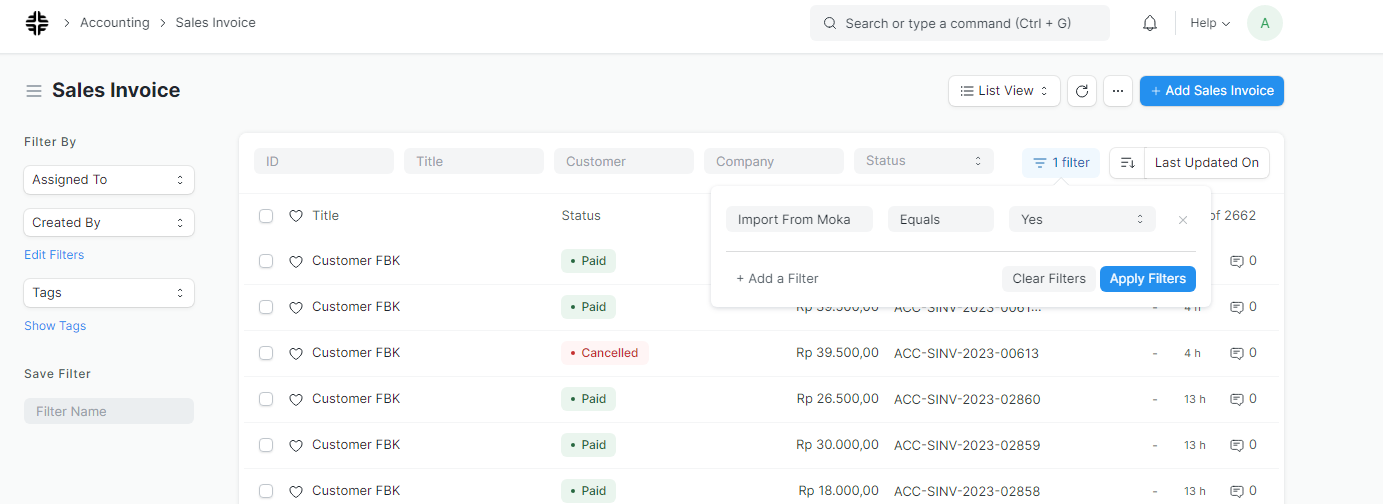 Accounting
Sales Invoice
Search or type a command (Ctrl + G)
Help
A
Sales Invoice
List View
+ Add Sales Invoice
Filter By
Assigned To
Created By
Edit Filters
Tags
Show Tags
Save Filter
Filter Name
ID
Title
Customer
Company
Status
1 filter
Last Updated On
Title
Status
of 2662
Import From Moka
Equals
Yes
+ Add a Filter
Clear Filters
Apply Filters
Customer FBK
Paid
0
Customer FBK
Paid
Rp 39.500,00
ACC-SINV-2023-0061...
4 h
0
Customer FBK
Cancelled
Rp 39.500,00
ACC-SINV-2023-00613
-
4 h
0
Customer FBK
Paid
Rp 26.500,00
ACC-SINV-2023-02860
-
13 h
0
Customer FBK
Paid
Rp 30.000,00
ACC-SINV-2023-02859
-
13 h
0
Customer FBK
Paid
Rp 18.000,00
ACC-SINV-2023-02858
-
13 h
0